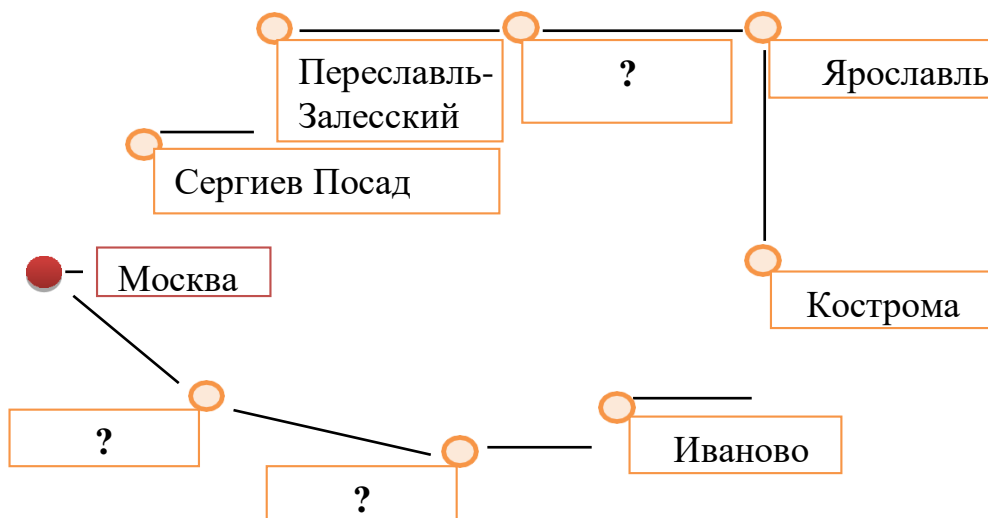 Переславль-
Залесский
?
Ярославль
Сергиев Посад
Москва
Кострома
?
?
Иваново